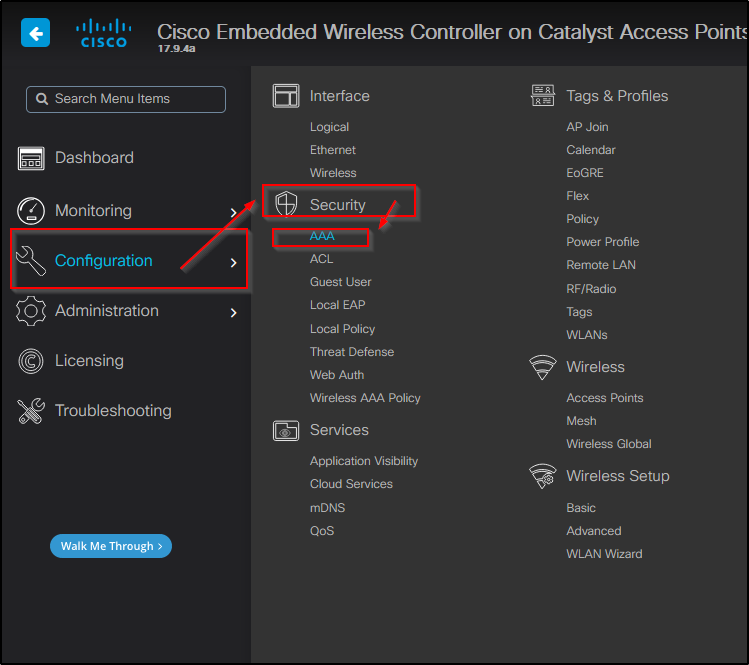 Cisco Embedded Wireless Controller on Catalyst Access Points
17.9.4a
CISCO
Search Menu Items
Dashboard
Monitoring
Configuration
Administration
Licensing
Troubleshooting
Walk Me Through >
Interface
Logical
Ethernet
Wireless
Security
AAA
ACL
Guest User
Local EAP
Local Policy
Threat Defense
Web Auth
Wireless AAA Policy
Services
Application Visibility
Cloud Services
mDNS
QoS
Tags & Profiles
AP Join
Calendar
EoGRE
Flex
Policy
Power Profile
Remote LAN
RF/Radio
Tags
WLANs
Wireless
Access Points
Mesh
Wireless Global
Wireless Setup
Basic
Advanced
WLAN Wizard